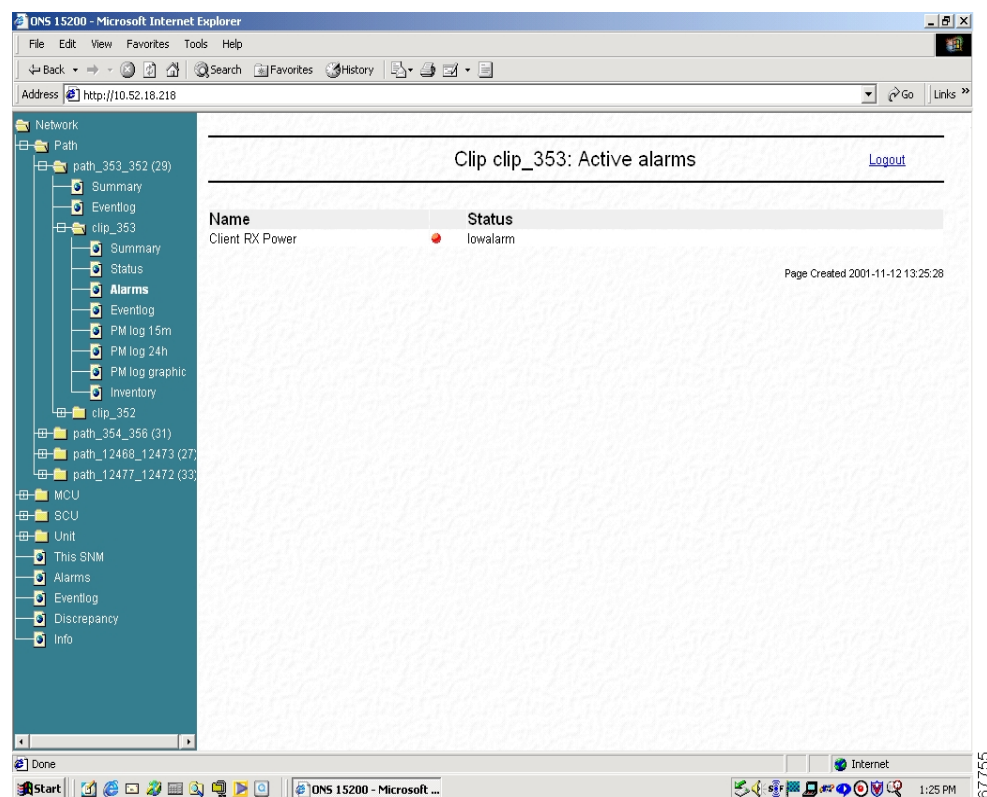 ONS 15200 - Microsoft Internet Explorer
File Edit View Favorites Tools Help
Back Search Favorites History
Address http://10.52.18.218 Go Links »
Network
Path
path_353_352 (29)
Summary
Eventlog
clip_353
Summary
Status
Alarms
Eventlog
PM log 15m
PM log 24h
PM log graphic
Inventory
clip_352
path_354_356 (31)
path_12468_12473 (27)
path_12477_12472 (33)
MCU
SCU
Unit
This SNM
Alarms
Eventlog
Discrepancy
Info
Clip clip_353: Active alarms
Logout
Name Status
Client RX Power lowalarm
Page Created 2001-11-12 13:25:28
Done Internet
Start ONS 15200 - Microsoft ... 1:25 PM
67755